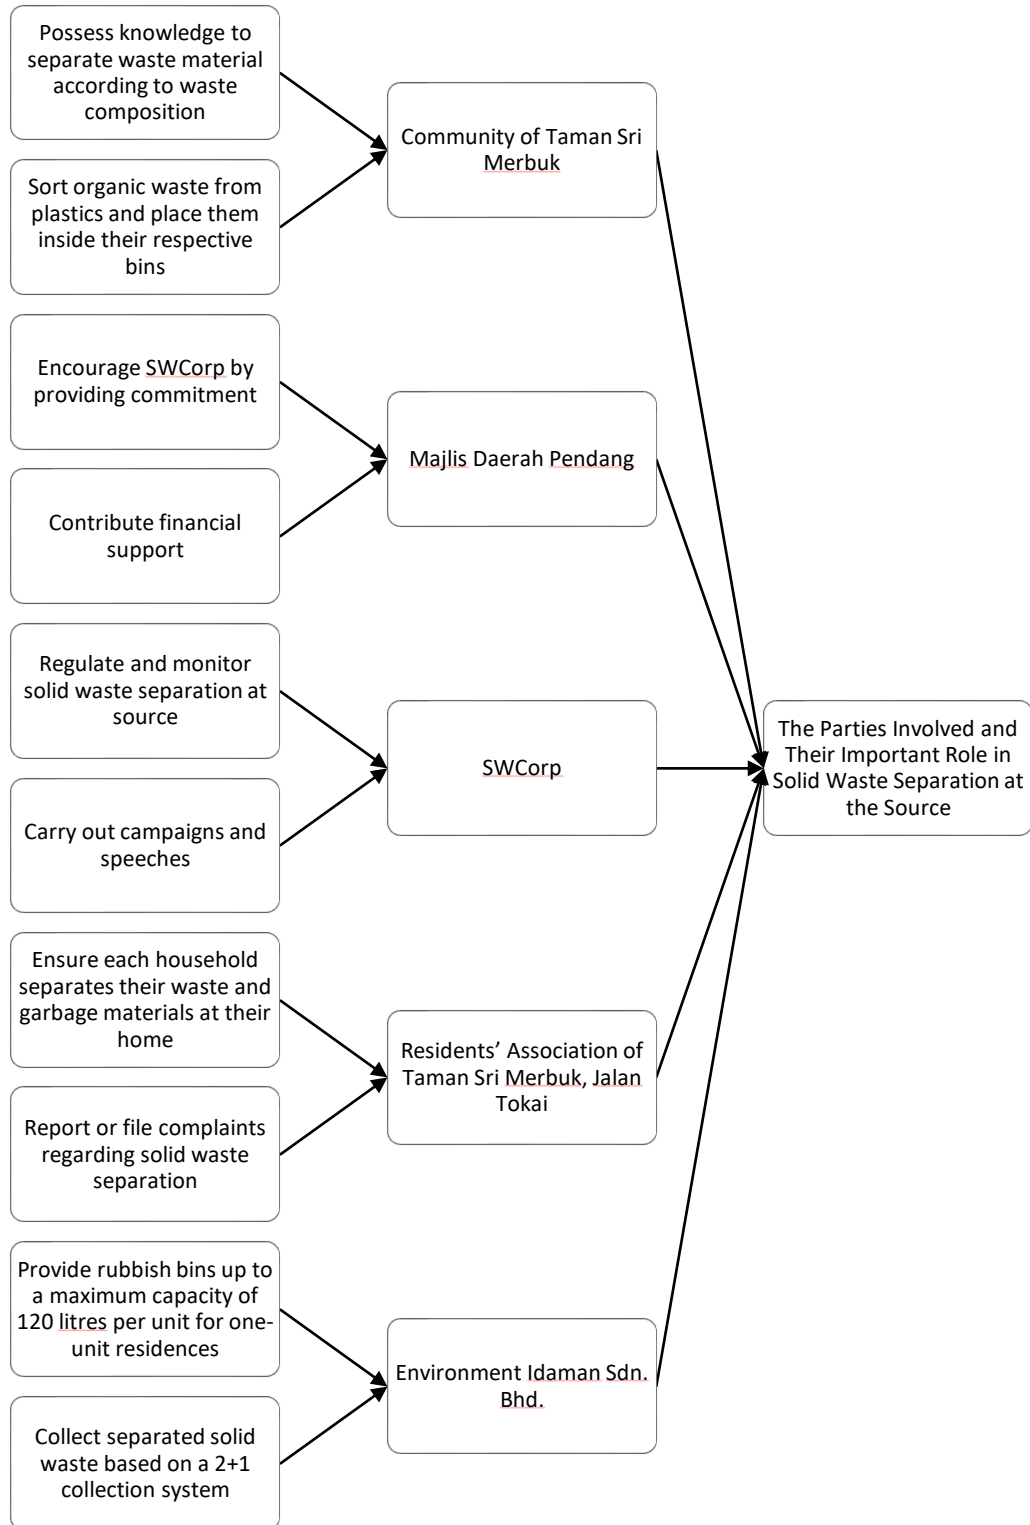 Possess knowledge to
separate waste material
according to waste
composition
Sort organic waste from
plastics and place them
inside their respective
bins
Community of Taman Sri
Merbuk
Encourage SWCorp by
providing commitment
Contribute financial
support
Majlis Daerah Pendang
Regulate and monitor
solid waste separation at
source
Carry out campaigns and
speeches
SWCorp
Ensure each household
separates their waste and
garbage materials at their
home
Report or file complaints
regarding solid waste
separation
Residents’ Association of
Taman Sri Merbuk, Jalan
Tokai
Provide rubbish bins up to
a maximum capacity of
120 litres per unit for one-
unit residences
Collect separated solid
waste based on a 2+1
collection system
Environment Idaman Sdn.
Bhd.
The Parties Involved and
Their Important Role in
Solid Waste Separation at
the Source